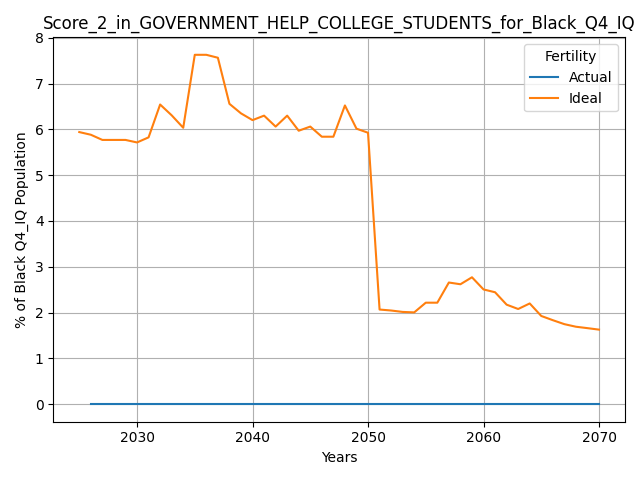 Score_2_in_GOVERNMENT_HELP_COLLEGE_STUDENTS_for_Black_Q4_IQ
8
7
6
5
4
3
2
1
0
% of Black Q4_IQ Population
Fertility
Actual
Ideal
2030 2040 2050 2060 2070
Years